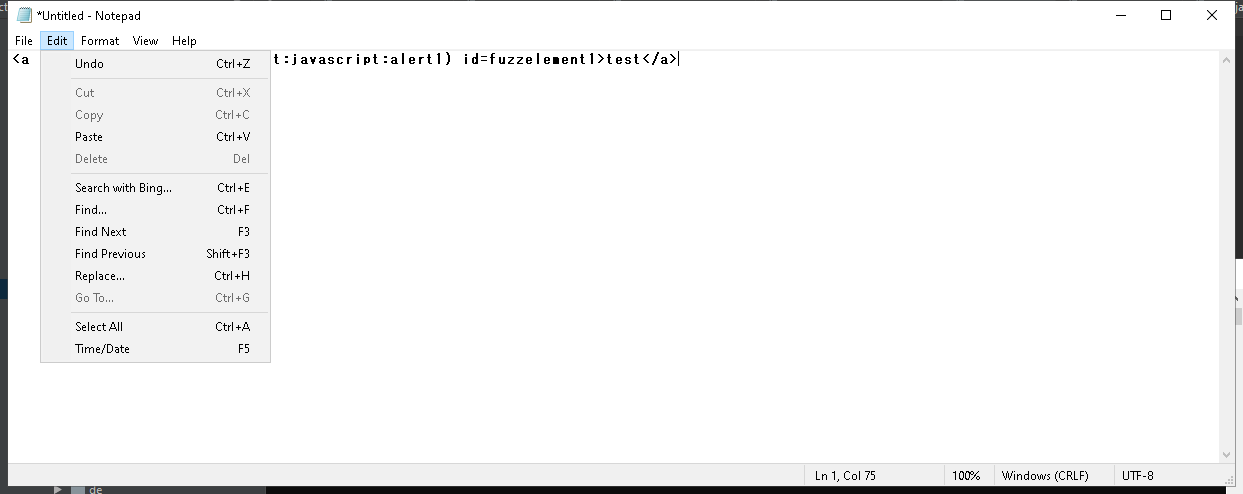 *Untitled - Notepad
File Edit Format View Help
<a t:javascript:alert1) id=fuzzelement1>test</a>
Undo Ctrl+Z
Cut Ctrl+X
Copy Ctrl+C
Paste Ctrl+V
Delete Del
Search with Bing... Ctrl+E
Find... Ctrl+F
Find Next F3
Find Previous Shift+F3
Replace... Ctrl+H
Go To... Ctrl+G
Select All Ctrl+A
Time/Date F5
Ln 1, Col 75 100% Windows (CRLF) UTF-8
de